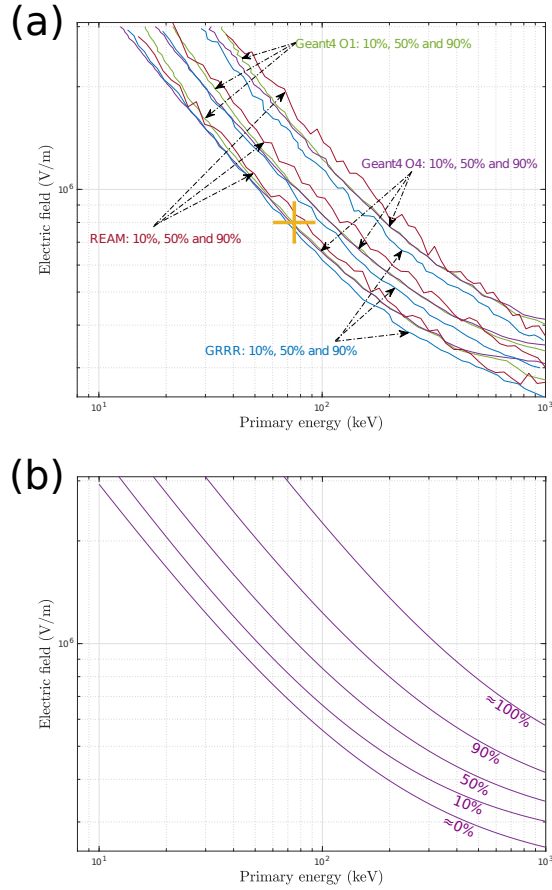 (a)
Geant4 O1: 10%, 50% and 90%
Geant4 O4: 10%, 50% and 90%
REAM: 10%, 50% and 90%
GRRR: 10%, 50% and 90%
Electric field (V/m)
10^6
10^1
10^2
10^3
Primary energy (keV)
(b)
Electric field (V/m)
10^6
≈100%
90%
50%
10%
≈0%
10^1
10^2
10^3
Primary energy (keV)